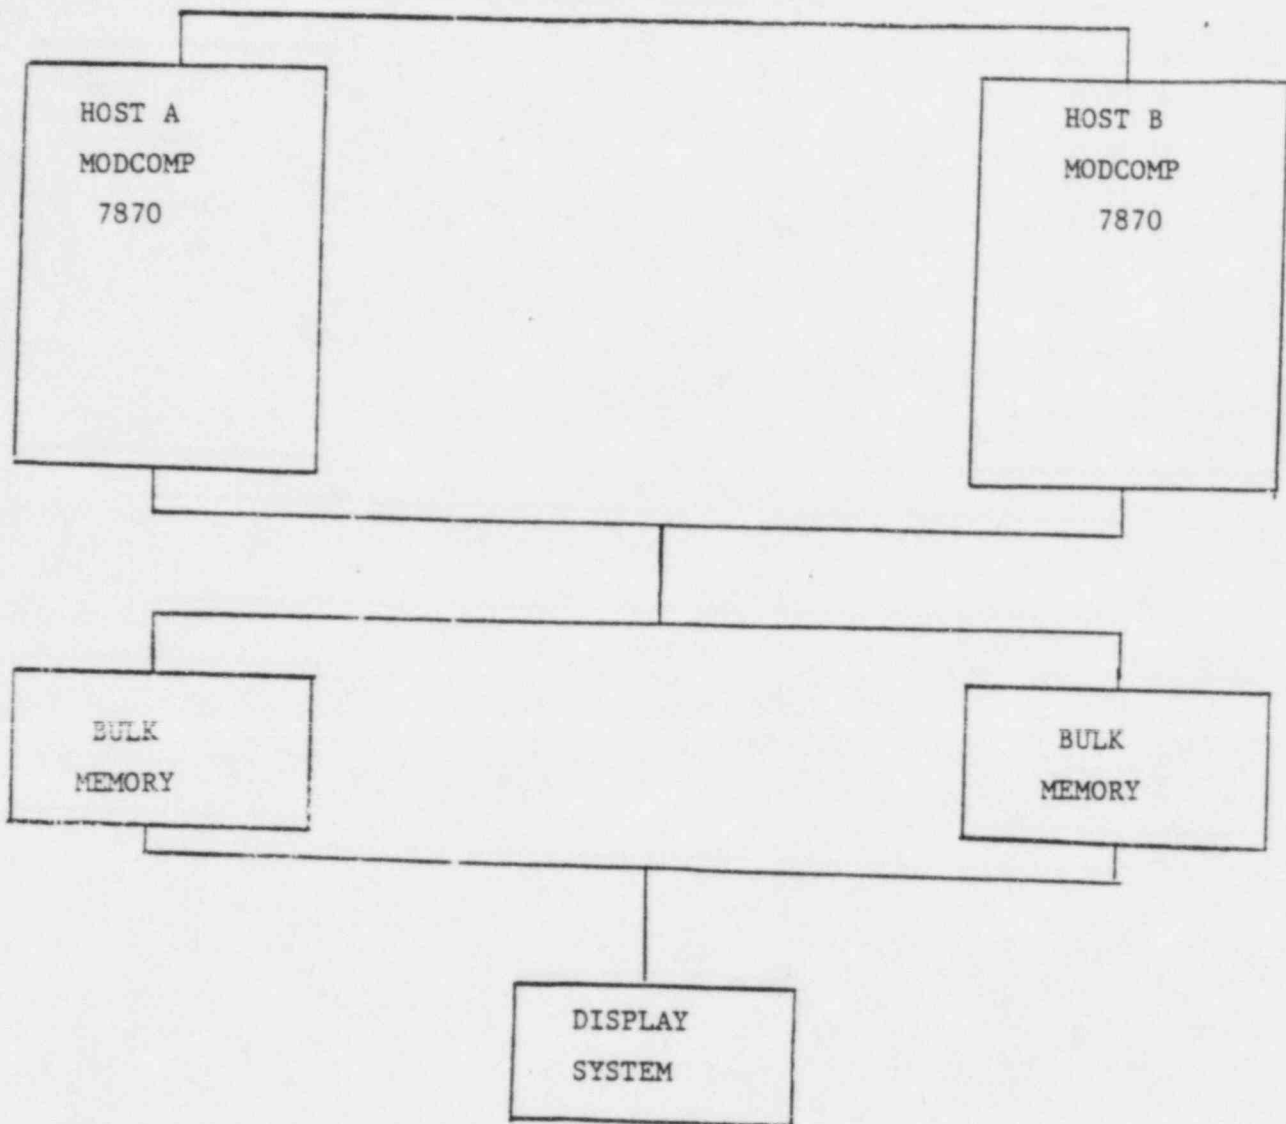 HOST A
MODCOMP
7870
HOST B
MODCOMP
7870
BULK
MEMORY
BULK
MEMORY
DISPLAY
SYSTEM